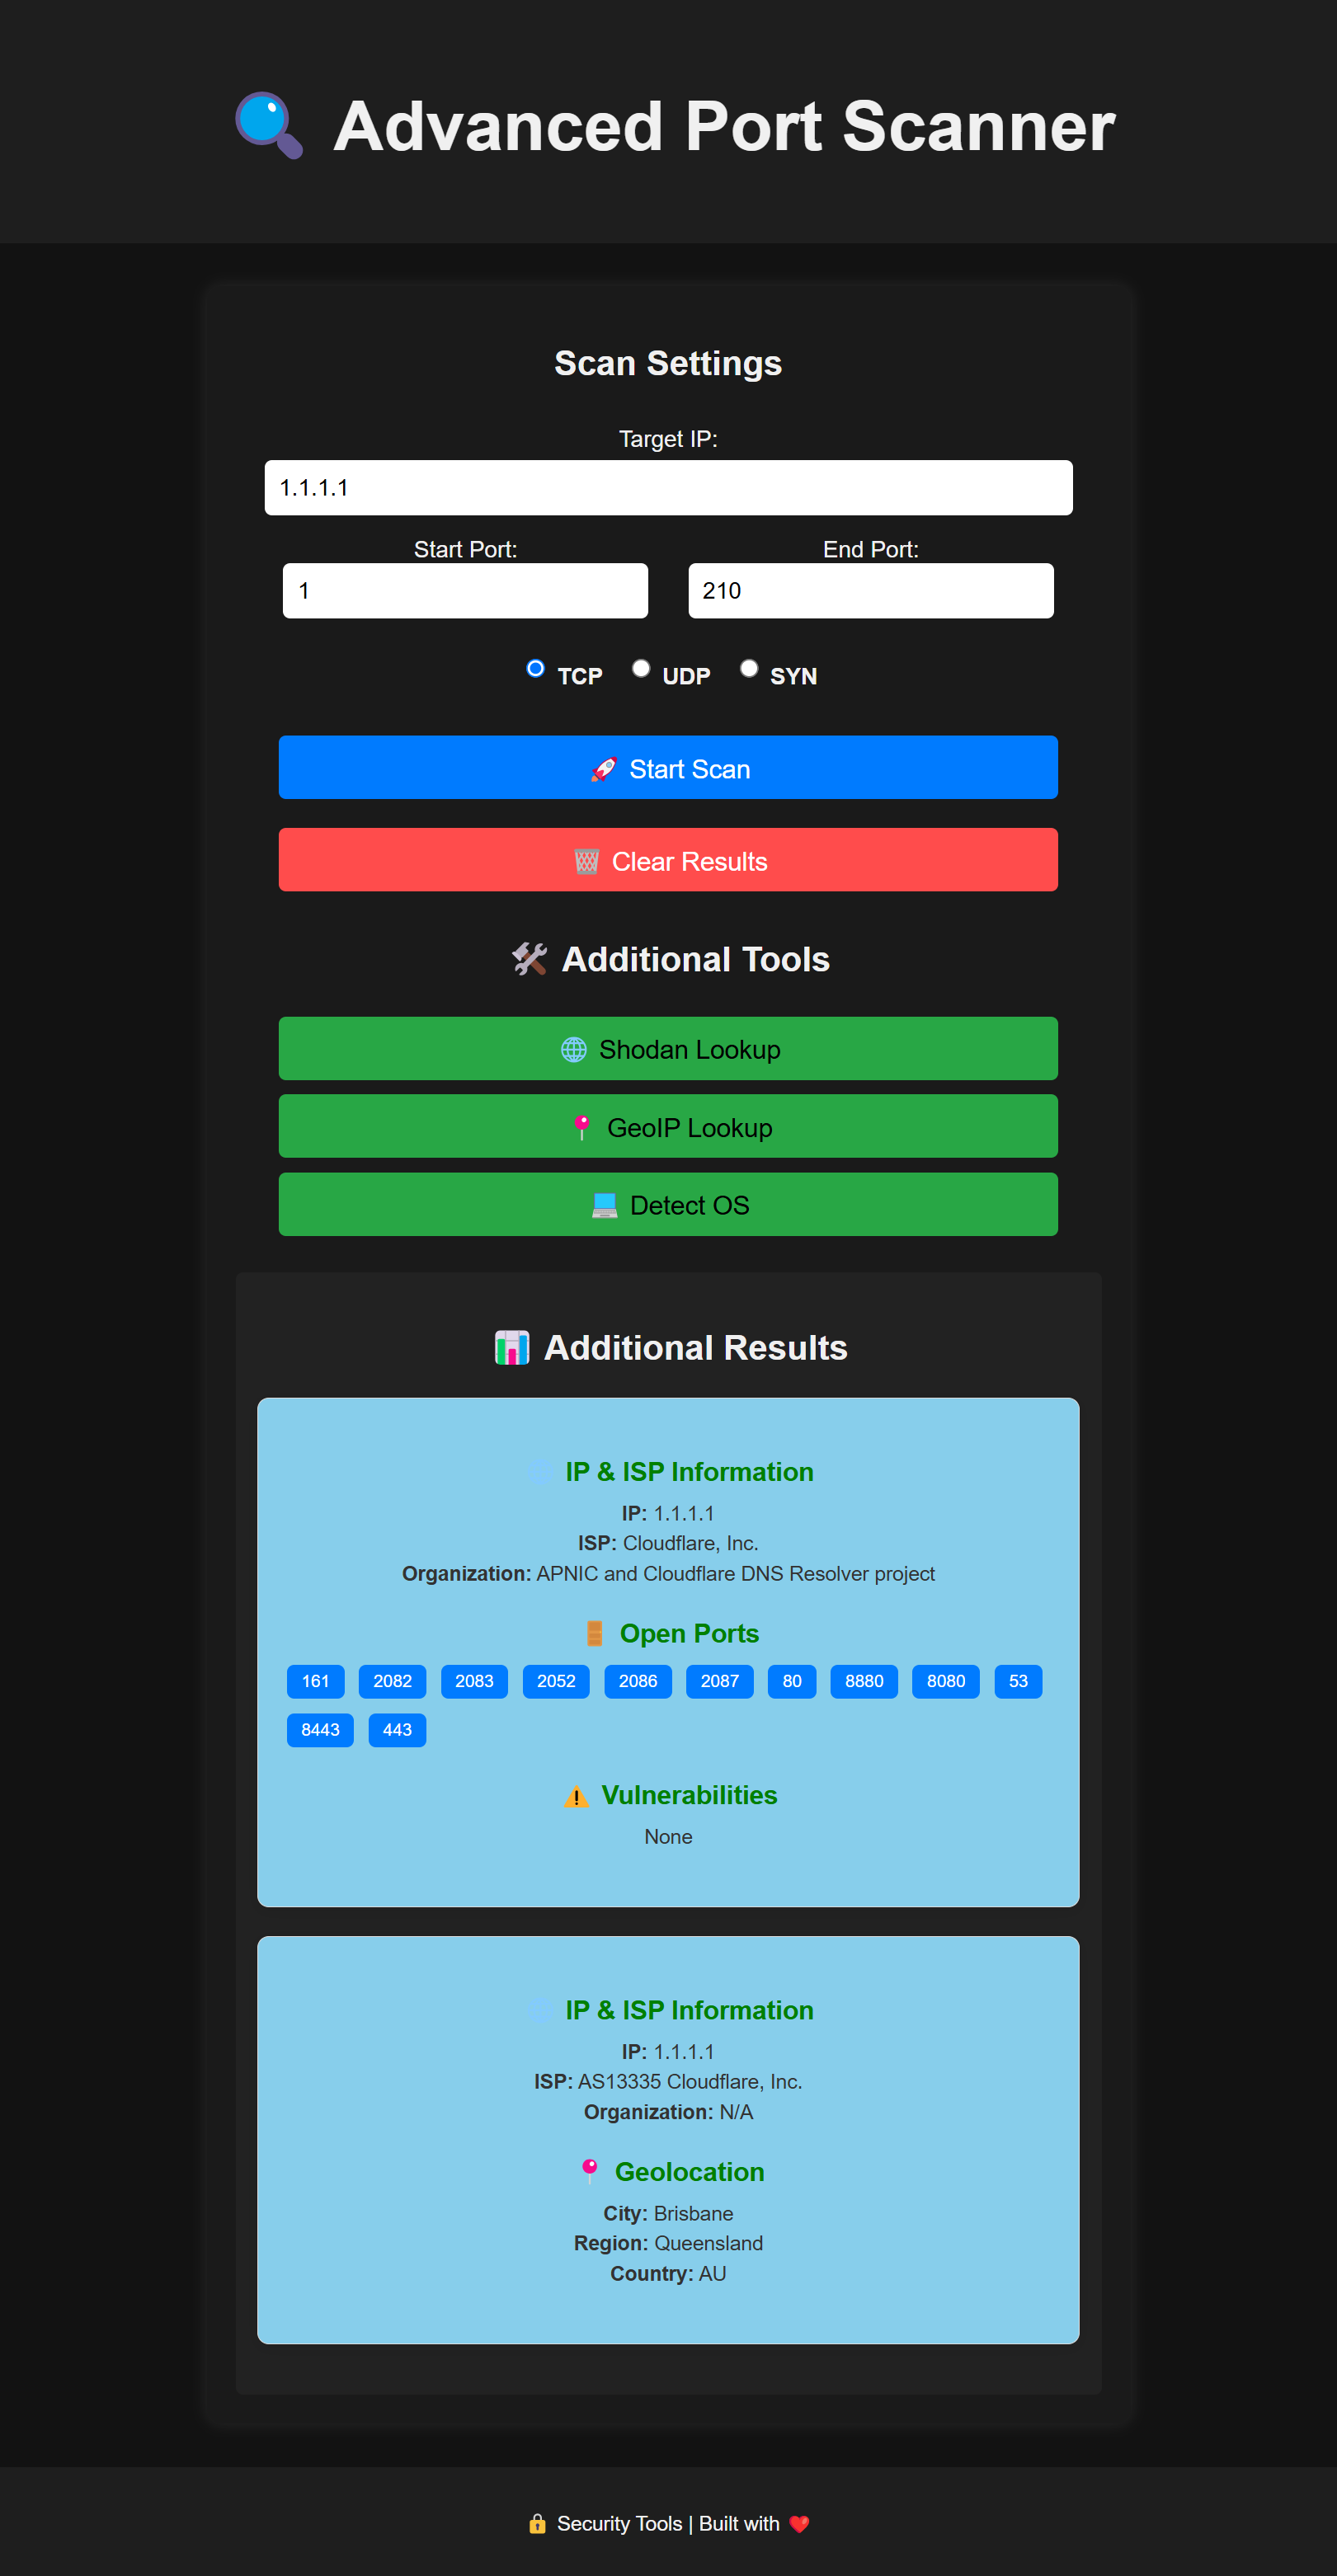 Advanced Port Scanner
Scan Settings
Target IP:
1.1.1.1
Start Port:
End Port:
1
210
TCP UDP SYN
Start Scan
Clear Results
Additional Tools
Shodan Lookup
GeoIP Lookup
Detect OS
Additional Results
IP & ISP Information
IP: 1.1.1.1
ISP: Cloudflare, Inc.
Organization: APNIC and Cloudflare DNS Resolver project
Open Ports
161 2082 2083 2052 2086 2087 80 8880 8080 53
8443 443
Vulnerabilities
None
IP & ISP Information
IP: 1.1.1.1
ISP: AS13335 Cloudflare, Inc.
Organization: N/A
Geolocation
City: Brisbane
Region: Queensland
Country: AU
Security Tools | Built with